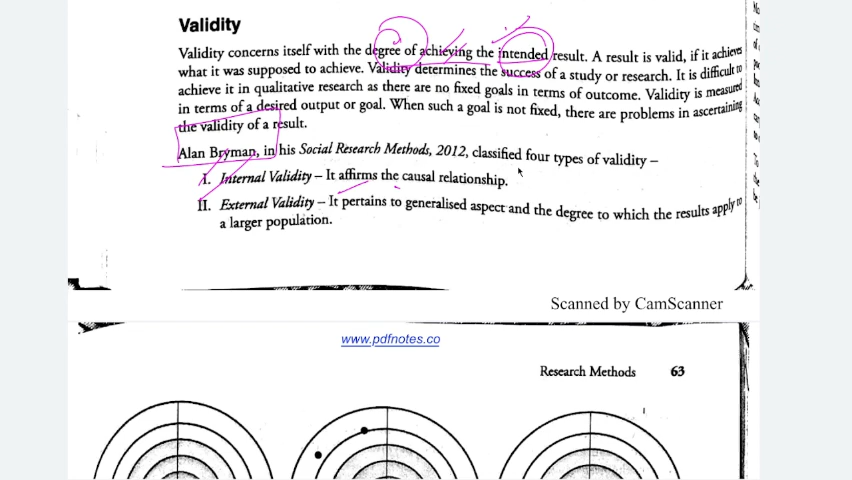 Validity
Validity concerns itself with the degree of achieving the intended result. A result is valid, if it achieves
what it was supposed to achieve. Validity determines the success of a study or research. It is difficult to
achieve it in qualitative research as there are no fixed goals in terms of outcome. Validity is measured
in terms of a desired output or goal. When such a goal is not fixed, there are problems in ascertaining
the validity of a result.
Alan Bryman, in his Social Research Methods, 2012, classified four types of validity –
I. Internal Validity – It affirms the causal relationship.
II. External Validity – It pertains to generalised aspect and the degree to which the results apply to
a larger population.
Scanned by CamScanner
www.pdfnotes.co
Research Methods 63